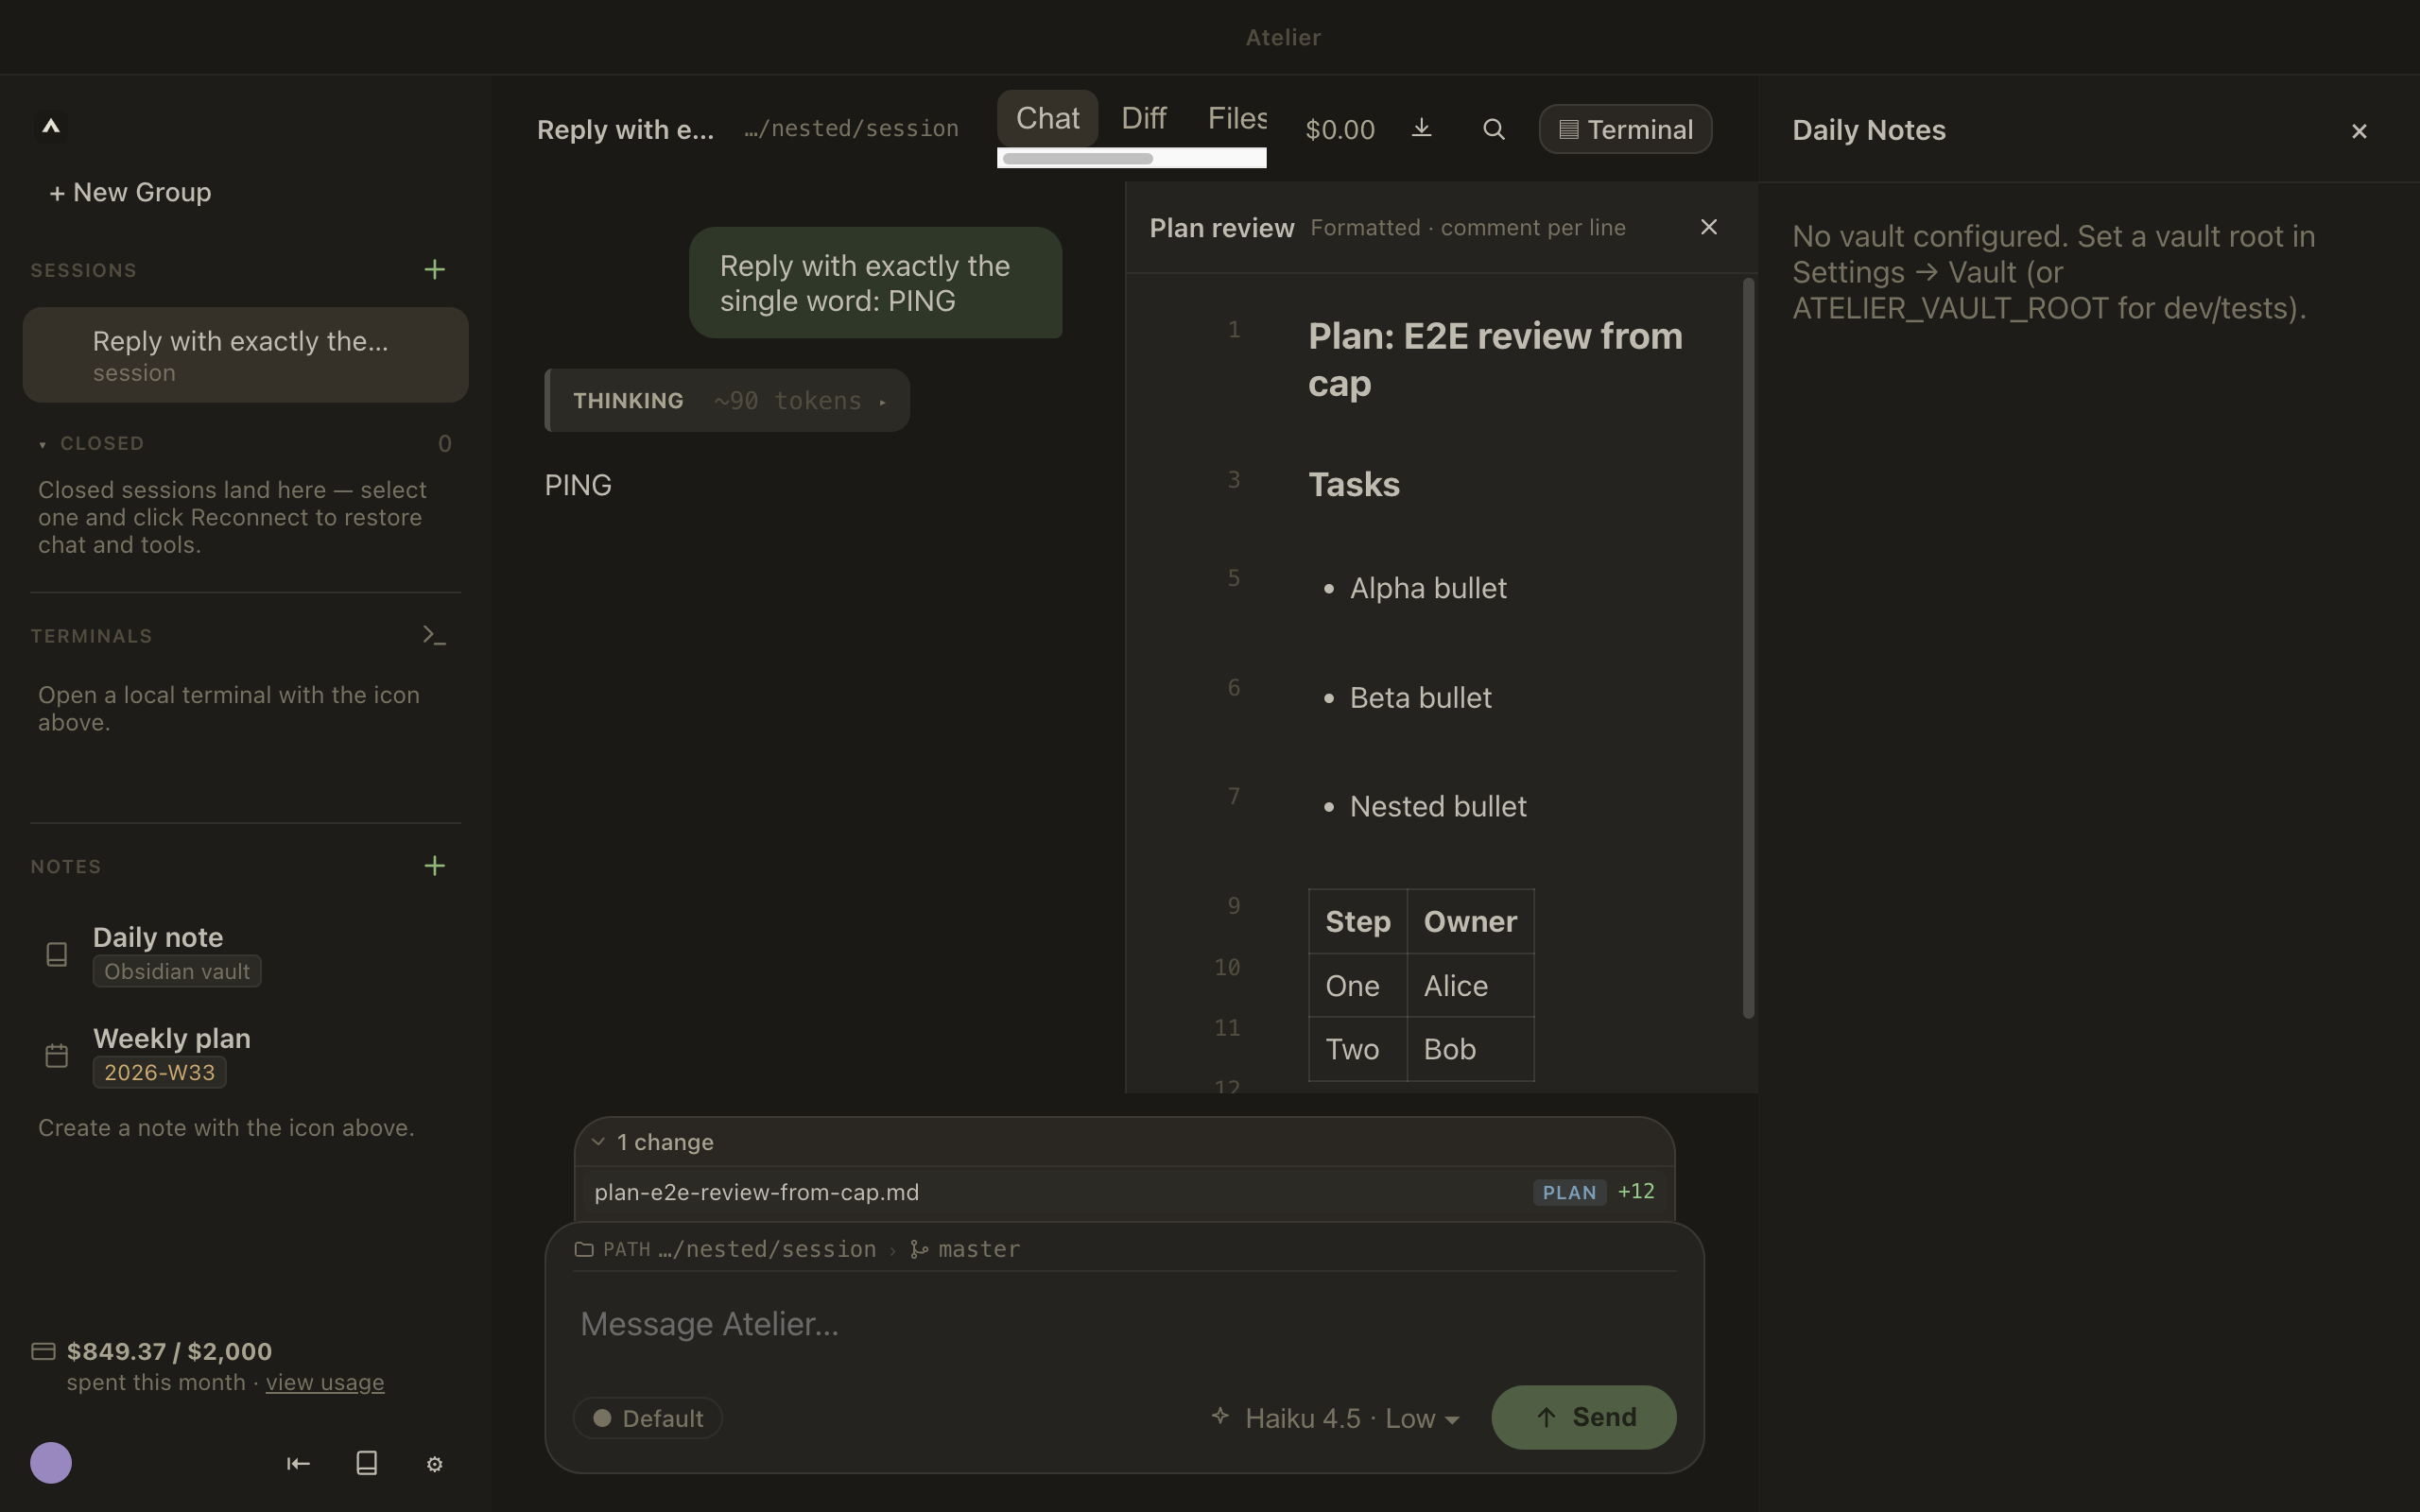 Atelier
+ New Group
SESSIONS
Reply with exactly the...
session
CLOSED 0
Closed sessions land here — select
one and click Reconnect to restore
chat and tools.
TERMINALS
Open a local terminal with the icon
above.
NOTES
Daily note
Obsidian vault
Weekly plan
2026-W33
Create a note with the icon above.
$849.37 / $2,000
spent this month · view usage
Reply with e... …/nested/session Chat Diff Files $0.00 Terminal
Reply with exactly the
single word: PING
THINKING ~90 tokens
PING
Plan review Formatted · comment per line
1 Plan: E2E review from
cap
3 Tasks
5 • Alpha bullet
6 • Beta bullet
7 • Nested bullet
9 Step Owner
10 One Alice
11 Two Bob
12
1 change
plan-e2e-review-from-cap.md PLAN +12
PATH …/nested/session › master
Message Atelier...
Default Haiku 4.5 · Low Send
Daily Notes
No vault configured. Set a vault root in
Settings → Vault (or
ATELIER_VAULT_ROOT for dev/tests).